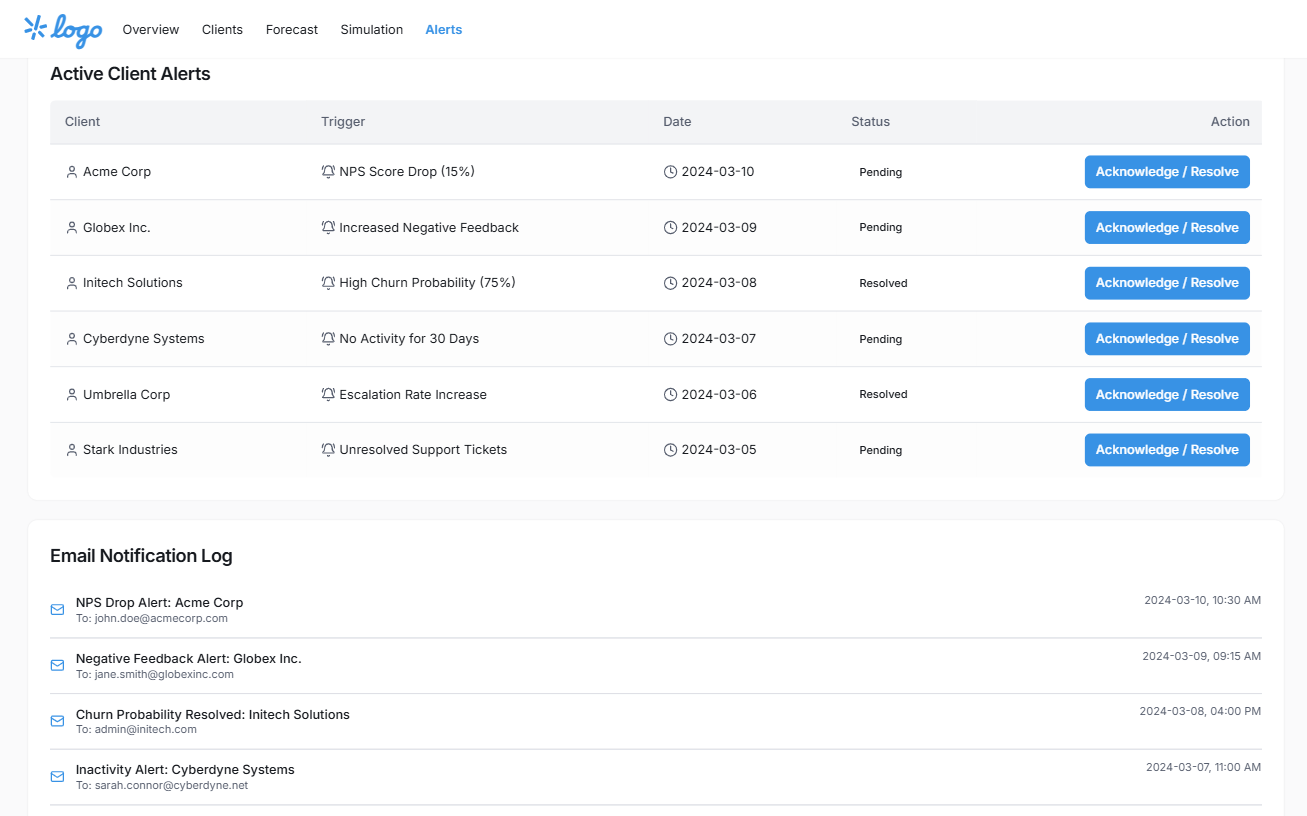 logo Overview Clients Forecast Simulation Alerts
Active Client Alerts
Client Trigger Date Status Action
Acme Corp NPS Score Drop (15%) 2024-03-10 Pending Acknowledge / Resolve
Globex Inc. Increased Negative Feedback 2024-03-09 Pending Acknowledge / Resolve
Initech Solutions High Churn Probability (75%) 2024-03-08 Resolved Acknowledge / Resolve
Cyberdyne Systems No Activity for 30 Days 2024-03-07 Pending Acknowledge / Resolve
Umbrella Corp Escalation Rate Increase 2024-03-06 Resolved Acknowledge / Resolve
Stark Industries Unresolved Support Tickets 2024-03-05 Pending Acknowledge / Resolve
Email Notification Log
NPS Drop Alert: Acme Corp 2024-03-10, 10:30 AM
To: john.doe@acmecorp.com
Negative Feedback Alert: Globex Inc. 2024-03-09, 09:15 AM
To: jane.smith@globexinc.com
Churn Probability Resolved: Initech Solutions 2024-03-08, 04:00 PM
To: admin@initech.com
Inactivity Alert: Cyberdyne Systems 2024-03-07, 11:00 AM
To: sarah.connor@cyberdyne.net